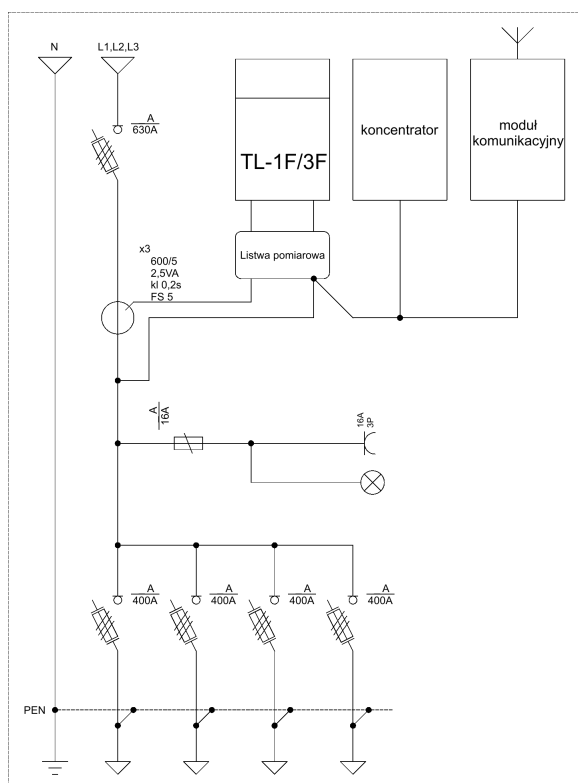 N
L1,L2,L3
A
630A
TL-1F/3F
koncentrator
moduł
komunikacyjny
Listwa pomiarowa
x3
600/5
2,5VA
kl 0,2s
FS 5
A
16A
16A
3P
A
400A
A
400A
A
400A
A
400A
PEN